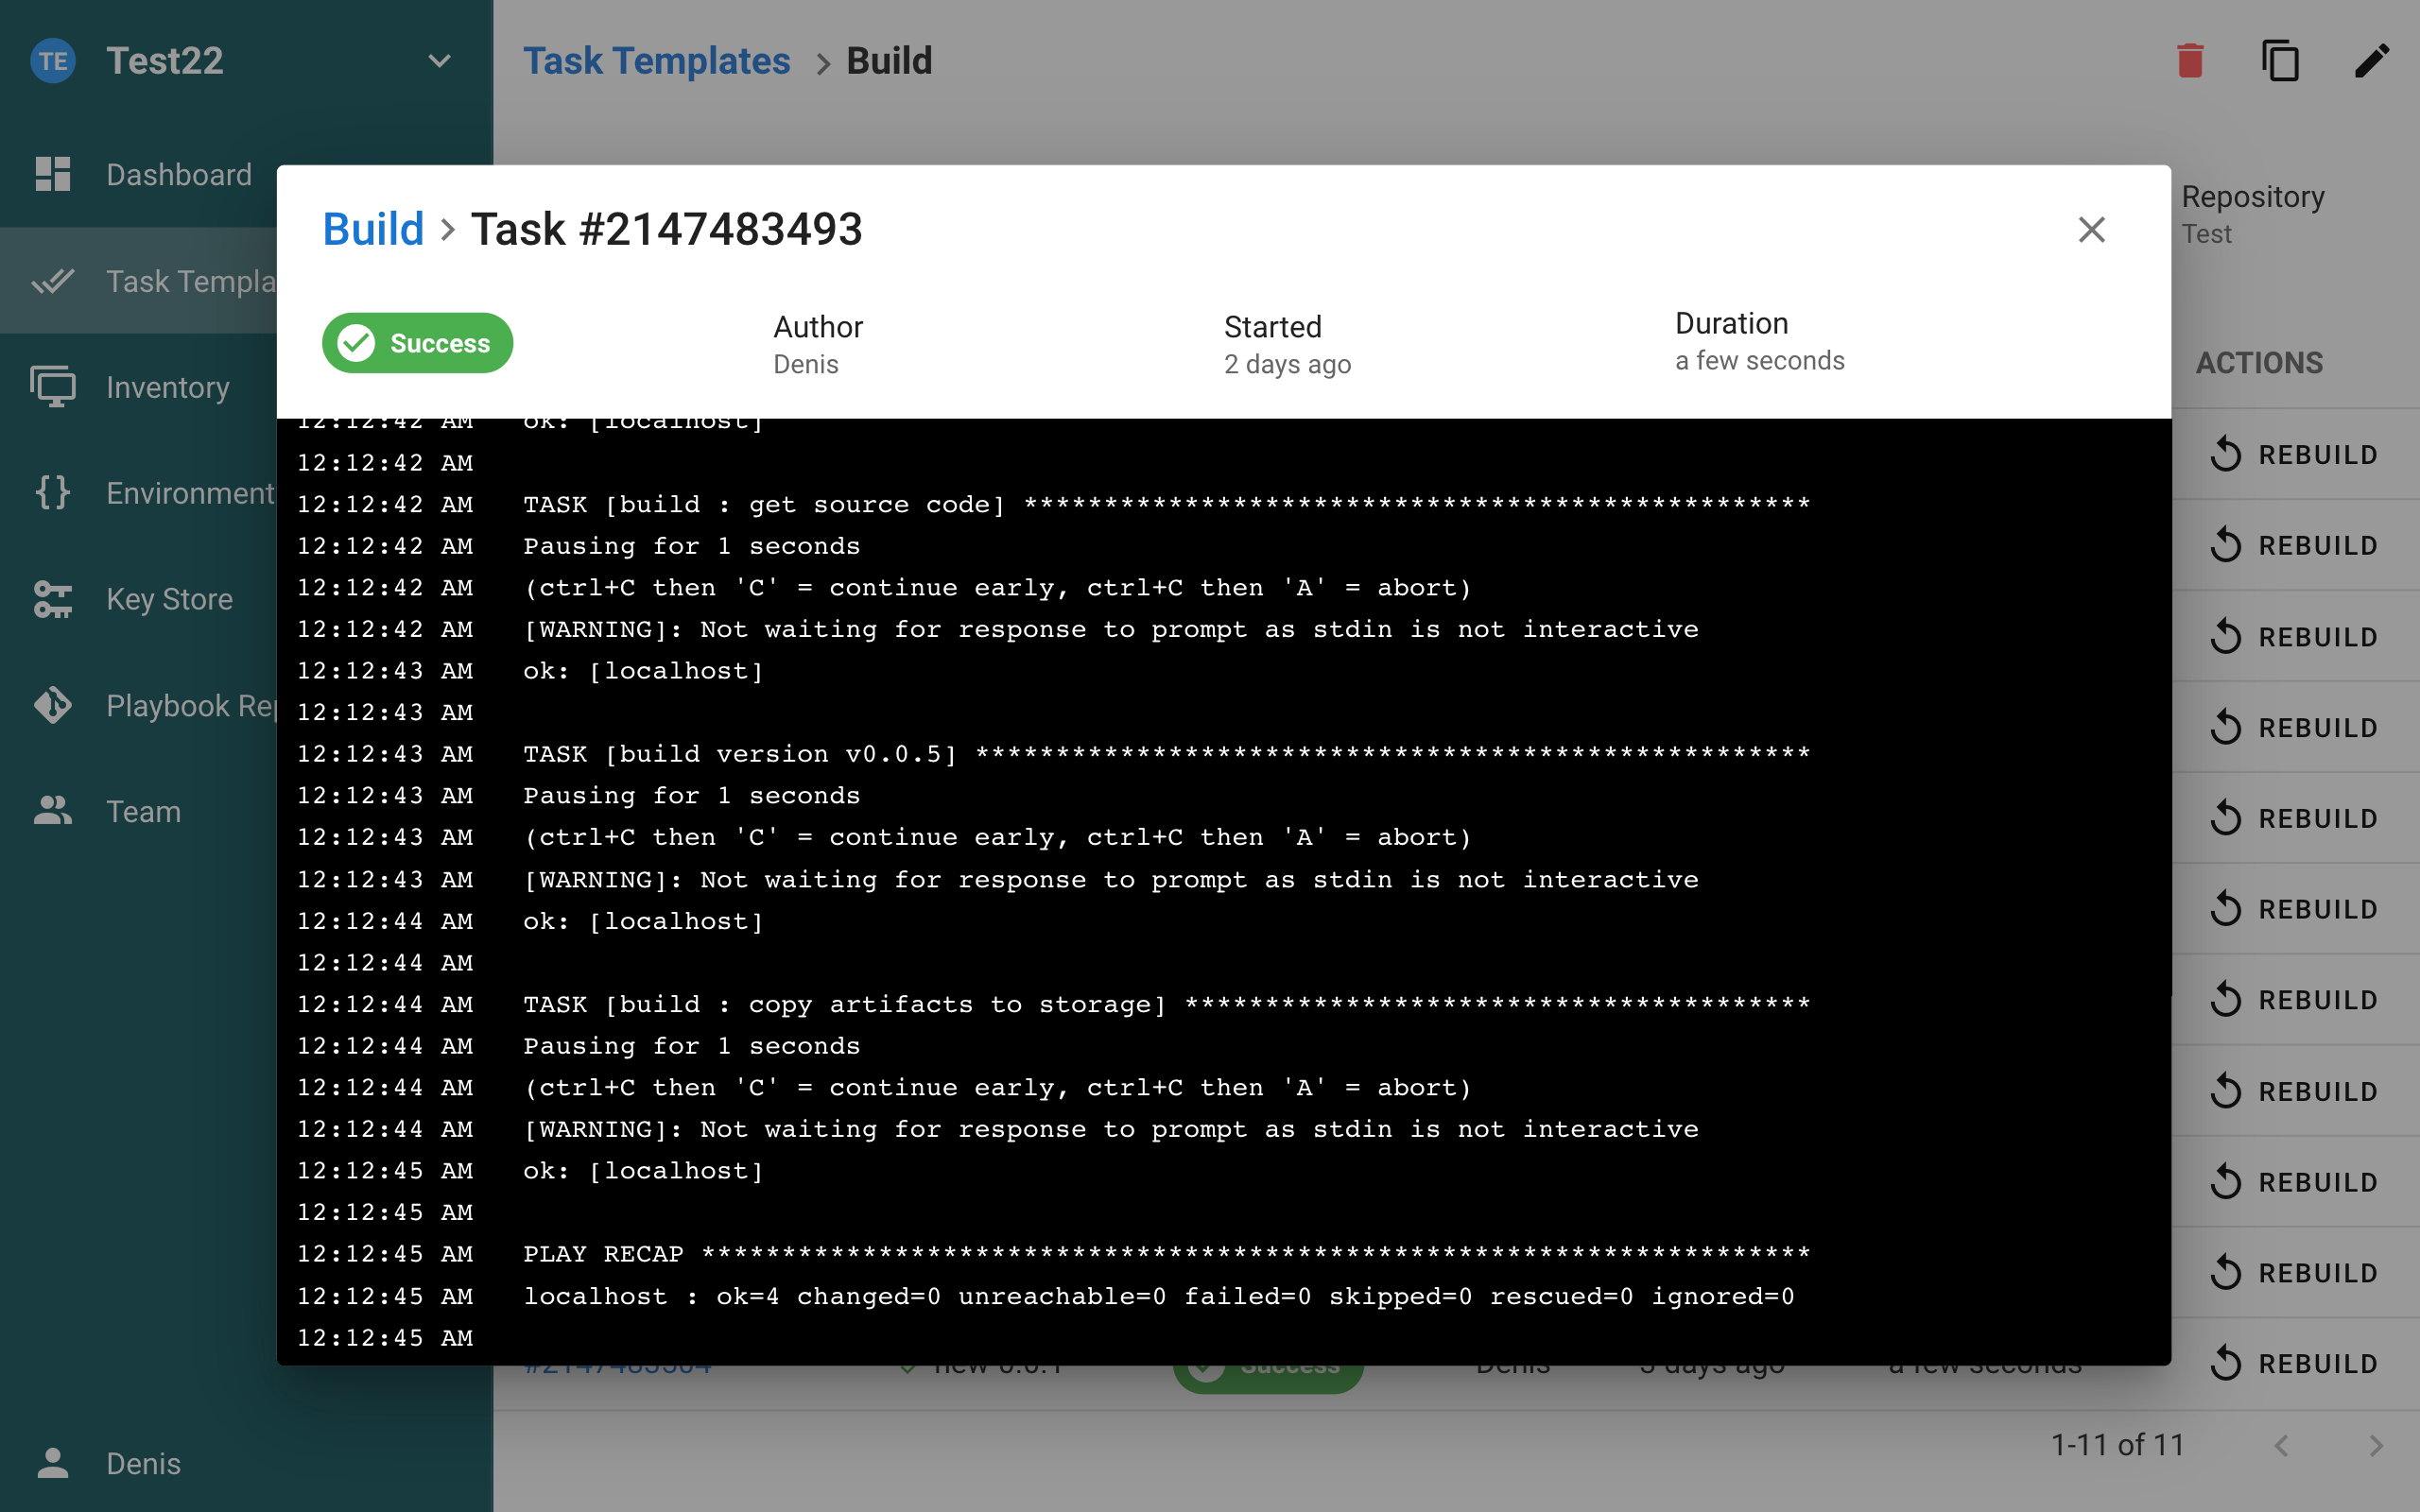 TE Test22
Task Templates > Build
Dashboard
Task Templa
Inventory
Environment
Key Store
Playbook Rep
Team
Denis
Repository
Test
ACTIONS
Build > Task #2147483493
Success
Author
Denis
Started
2 days ago
Duration
a few seconds
12:12:42 AM ok: [localhost]
12:12:42 AM
12:12:42 AM TASK [build : get source code] *************************************************
12:12:42 AM Pausing for 1 seconds
12:12:42 AM (ctrl+C then 'C' = continue early, ctrl+C then 'A' = abort)
12:12:42 AM [WARNING]: Not waiting for response to prompt as stdin is not interactive
12:12:43 AM ok: [localhost]
12:12:43 AM
12:12:43 AM TASK [build version v0.0.5] ****************************************************
12:12:43 AM Pausing for 1 seconds
12:12:43 AM (ctrl+C then 'C' = continue early, ctrl+C then 'A' = abort)
12:12:43 AM [WARNING]: Not waiting for response to prompt as stdin is not interactive
12:12:44 AM ok: [localhost]
12:12:44 AM
12:12:44 AM TASK [build : copy artifacts to storage] ***************************************
12:12:44 AM Pausing for 1 seconds
12:12:44 AM (ctrl+C then 'C' = continue early, ctrl+C then 'A' = abort)
12:12:44 AM [WARNING]: Not waiting for response to prompt as stdin is not interactive
12:12:45 AM ok: [localhost]
12:12:45 AM
12:12:45 AM PLAY RECAP *********************************************************************
12:12:45 AM localhost : ok=4 changed=0 unreachable=0 failed=0 skipped=0 rescued=0 ignored=0
12:12:45 AM
REBUILD
REBUILD
REBUILD
REBUILD
REBUILD
REBUILD
REBUILD
REBUILD
REBUILD
REBUILD
Success Denis days ago a few seconds REBUILD
1-11 of 11